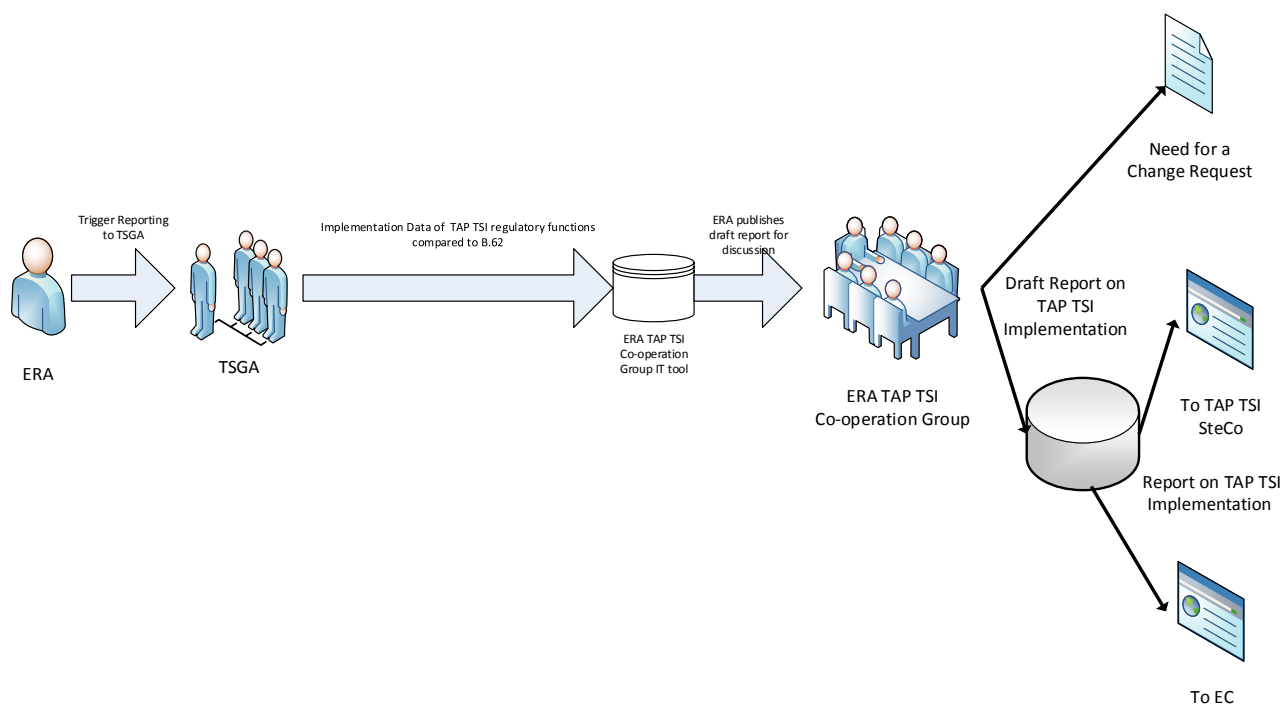 Trigger Reporting
to TSGA
ERA
TSGA
Implementation Data of TAP TSI regulatory functions
compared to B.62
ERA TAP TSI
Co-operation
Group IT tool
ERA publishes
draft report for
discussion
ERA TAP TSI
Co-operation Group
Need for a
Change Request
Draft Report on
TAP TSI
Implementation
To TAP TSI
SteCo
Report on TAP TSI
Implementation
To EC